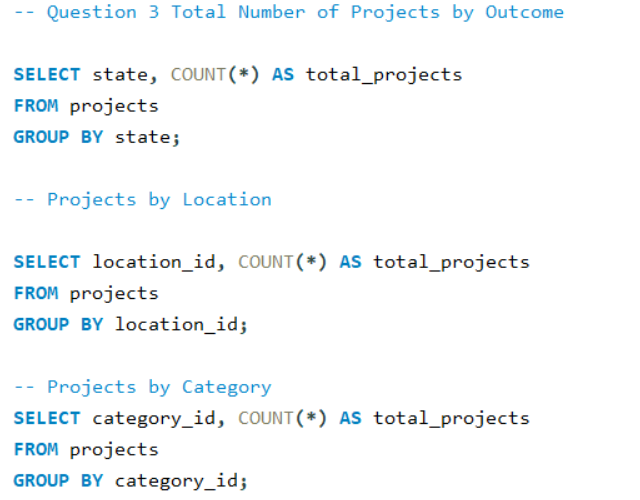 -- Question 3 Total Number of Projects by Outcome
SELECT state, COUNT(*) AS total_projects
FROM projects
GROUP BY state;
-- Projects by Location
SELECT location_id, COUNT(*) AS total_projects
FROM projects
GROUP BY location_id;
-- Projects by Category
SELECT category_id, COUNT(*) AS total_projects
FROM projects
GROUP BY category_id;